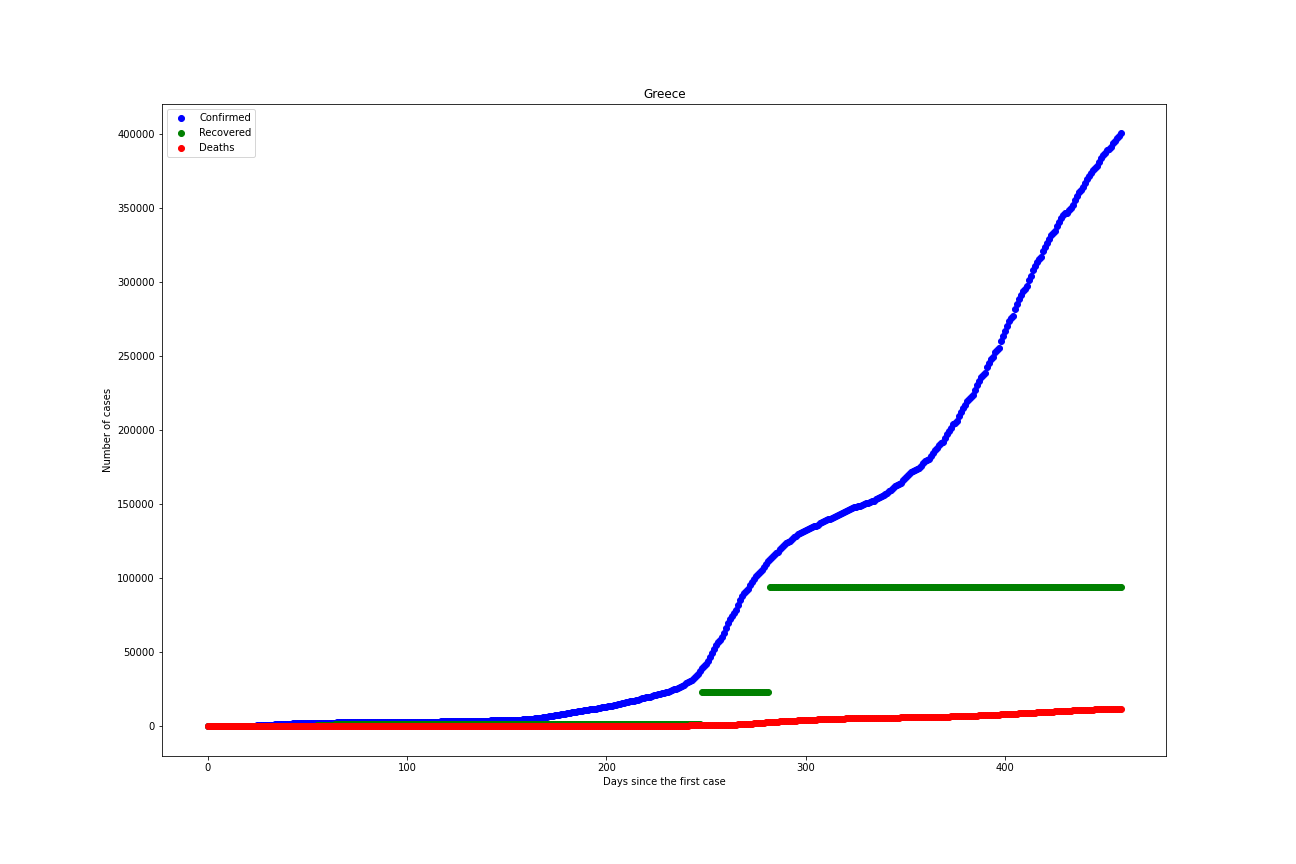 Greece
Confirmed
Recovered
Deaths
400000
350000
300000
250000
200000
150000
100000
50000
0
Number of cases
0 100 200 300 400
Days since the first case